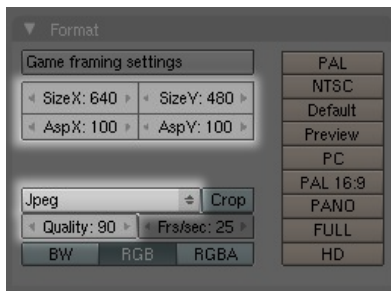 Format
Game framing settings
SizeX: 640 SizeY: 480
AspX: 100 AspY: 100
Jpeg Crop
Quality: 90 Frs/sec: 25
BW RGB RGBA
PAL
NTSC
Default
Preview
PC
PAL 16:9
PANO
FULL
HD